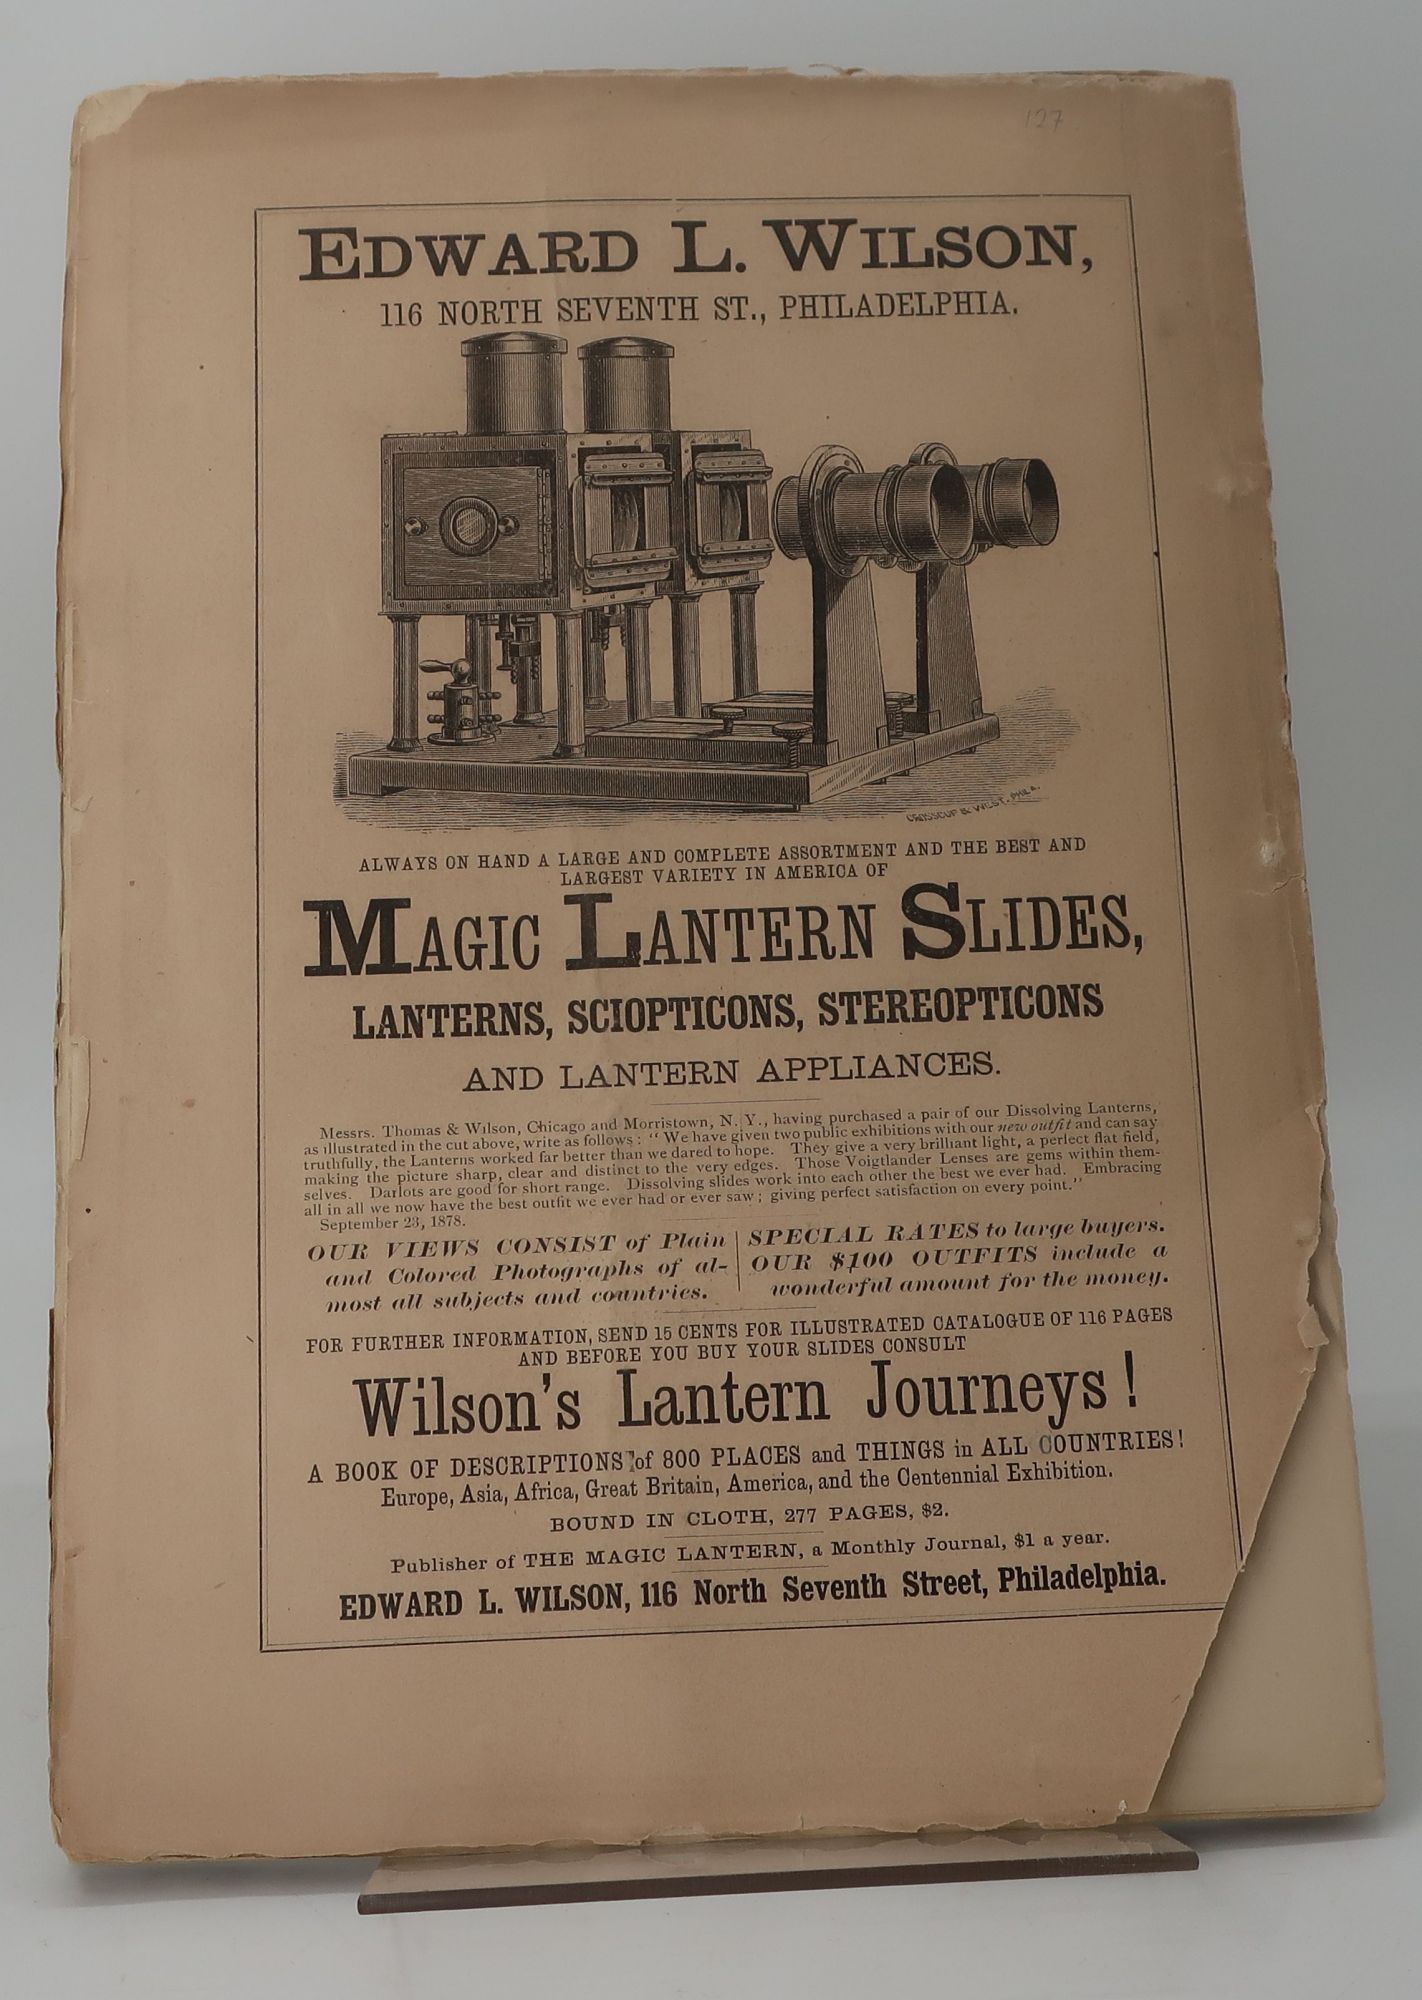 127
EDWARD L. WILSON,
116 NORTH SEVENTH ST., PHILADELPHIA.
CROSSCUP & WEST. PHILA.
ALWAYS ON HAND A LARGE AND COMPLETE ASSORTMENT AND THE BEST AND
LARGEST VARIETY IN AMERICA OF
MAGIC LANTERN SLIDES,
LANTERNS, SCIOPTICONS, STEREOPTICONS
AND LANTERN APPLIANCES.
Messrs. Thomas & Wilson, Chicago and Morristown, N. Y., having purchased a pair of our Dissolving Lanterns,
as illustrated in the cut above, write as follows: "We have given two public exhibitions with our new outfit and can say
truthfully, the Lanterns worked far better than we dared to hope. They give a very brilliant light, a perfect flat field,
making the picture sharp, clear and distinct to the very edges. Those Voigtlander Lenses are gems within them-
selves. Darlots are good for short range. Dissolving slides work into each other the best we ever had. Embracing
all in all we now have the best outfit we ever had or ever saw; giving perfect satisfaction on every point."
September 23, 1878.
OUR VIEWS CONSIST of Plain
and Colored Photographs of al-
most all subjects and countries.
SPECIAL RATES to large buyers.
OUR $100 OUTFITS include a
wonderful amount for the money.
FOR FURTHER INFORMATION, SEND 15 CENTS FOR ILLUSTRATED CATALOGUE OF 116 PAGES
AND BEFORE YOU BUY YOUR SLIDES CONSULT
Wilson's Lantern Journeys!
A BOOK OF DESCRIPTIONS of 800 PLACES and THINGS in ALL COUNTRIES!
Europe, Asia, Africa, Great Britain, America, and the Centennial Exhibition.
BOUND IN CLOTH, 277 PAGES, $2.
Publisher of THE MAGIC LANTERN, a Monthly Journal, $1 a year.
EDWARD L. WILSON, 116 North Seventh Street, Philadelphia.